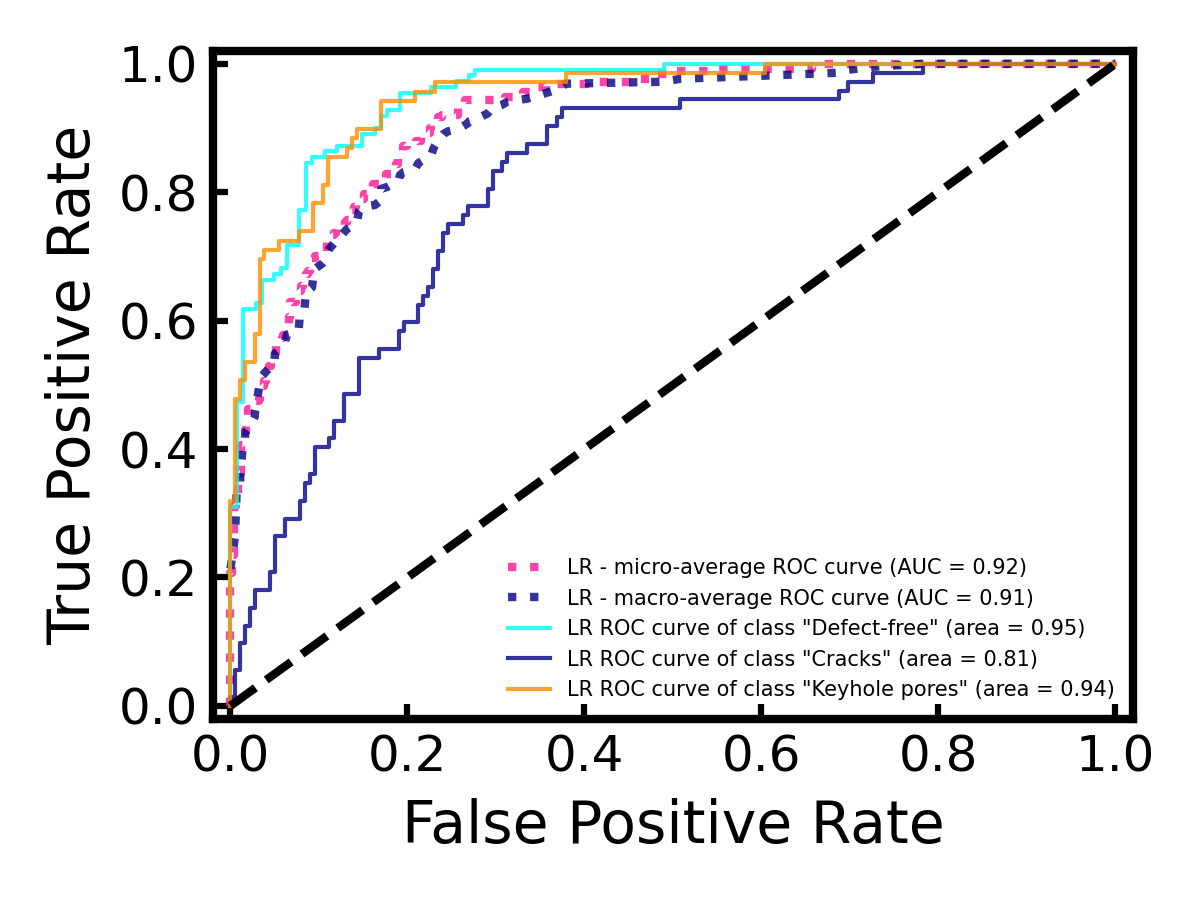 1.0
0.8
0.6
0.4
0.2
0.0
True Positive Rate
LR - micro-average ROC curve (AUC = 0.92)
LR - macro-average ROC curve (AUC = 0.91)
LR ROC curve of class "Defect-free" (area = 0.95)
LR ROC curve of class "Cracks" (area = 0.81)
LR ROC curve of class "Keyhole pores" (area = 0.94)
0.0 0.2 0.4 0.6 0.8 1.0
False Positive Rate